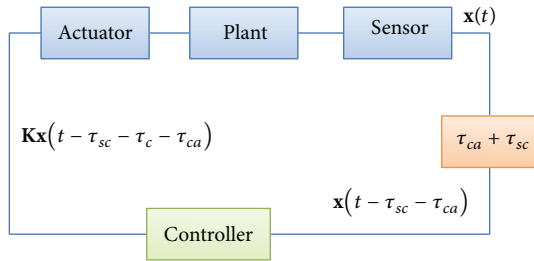 Actuator
Plant
Sensor
𝐱(t)
𝐊𝐱(t − τ_sc − τ_c − τ_ca)
τ_ca + τ_sc
𝐱(t − τ_sc − τ_ca)
Controller